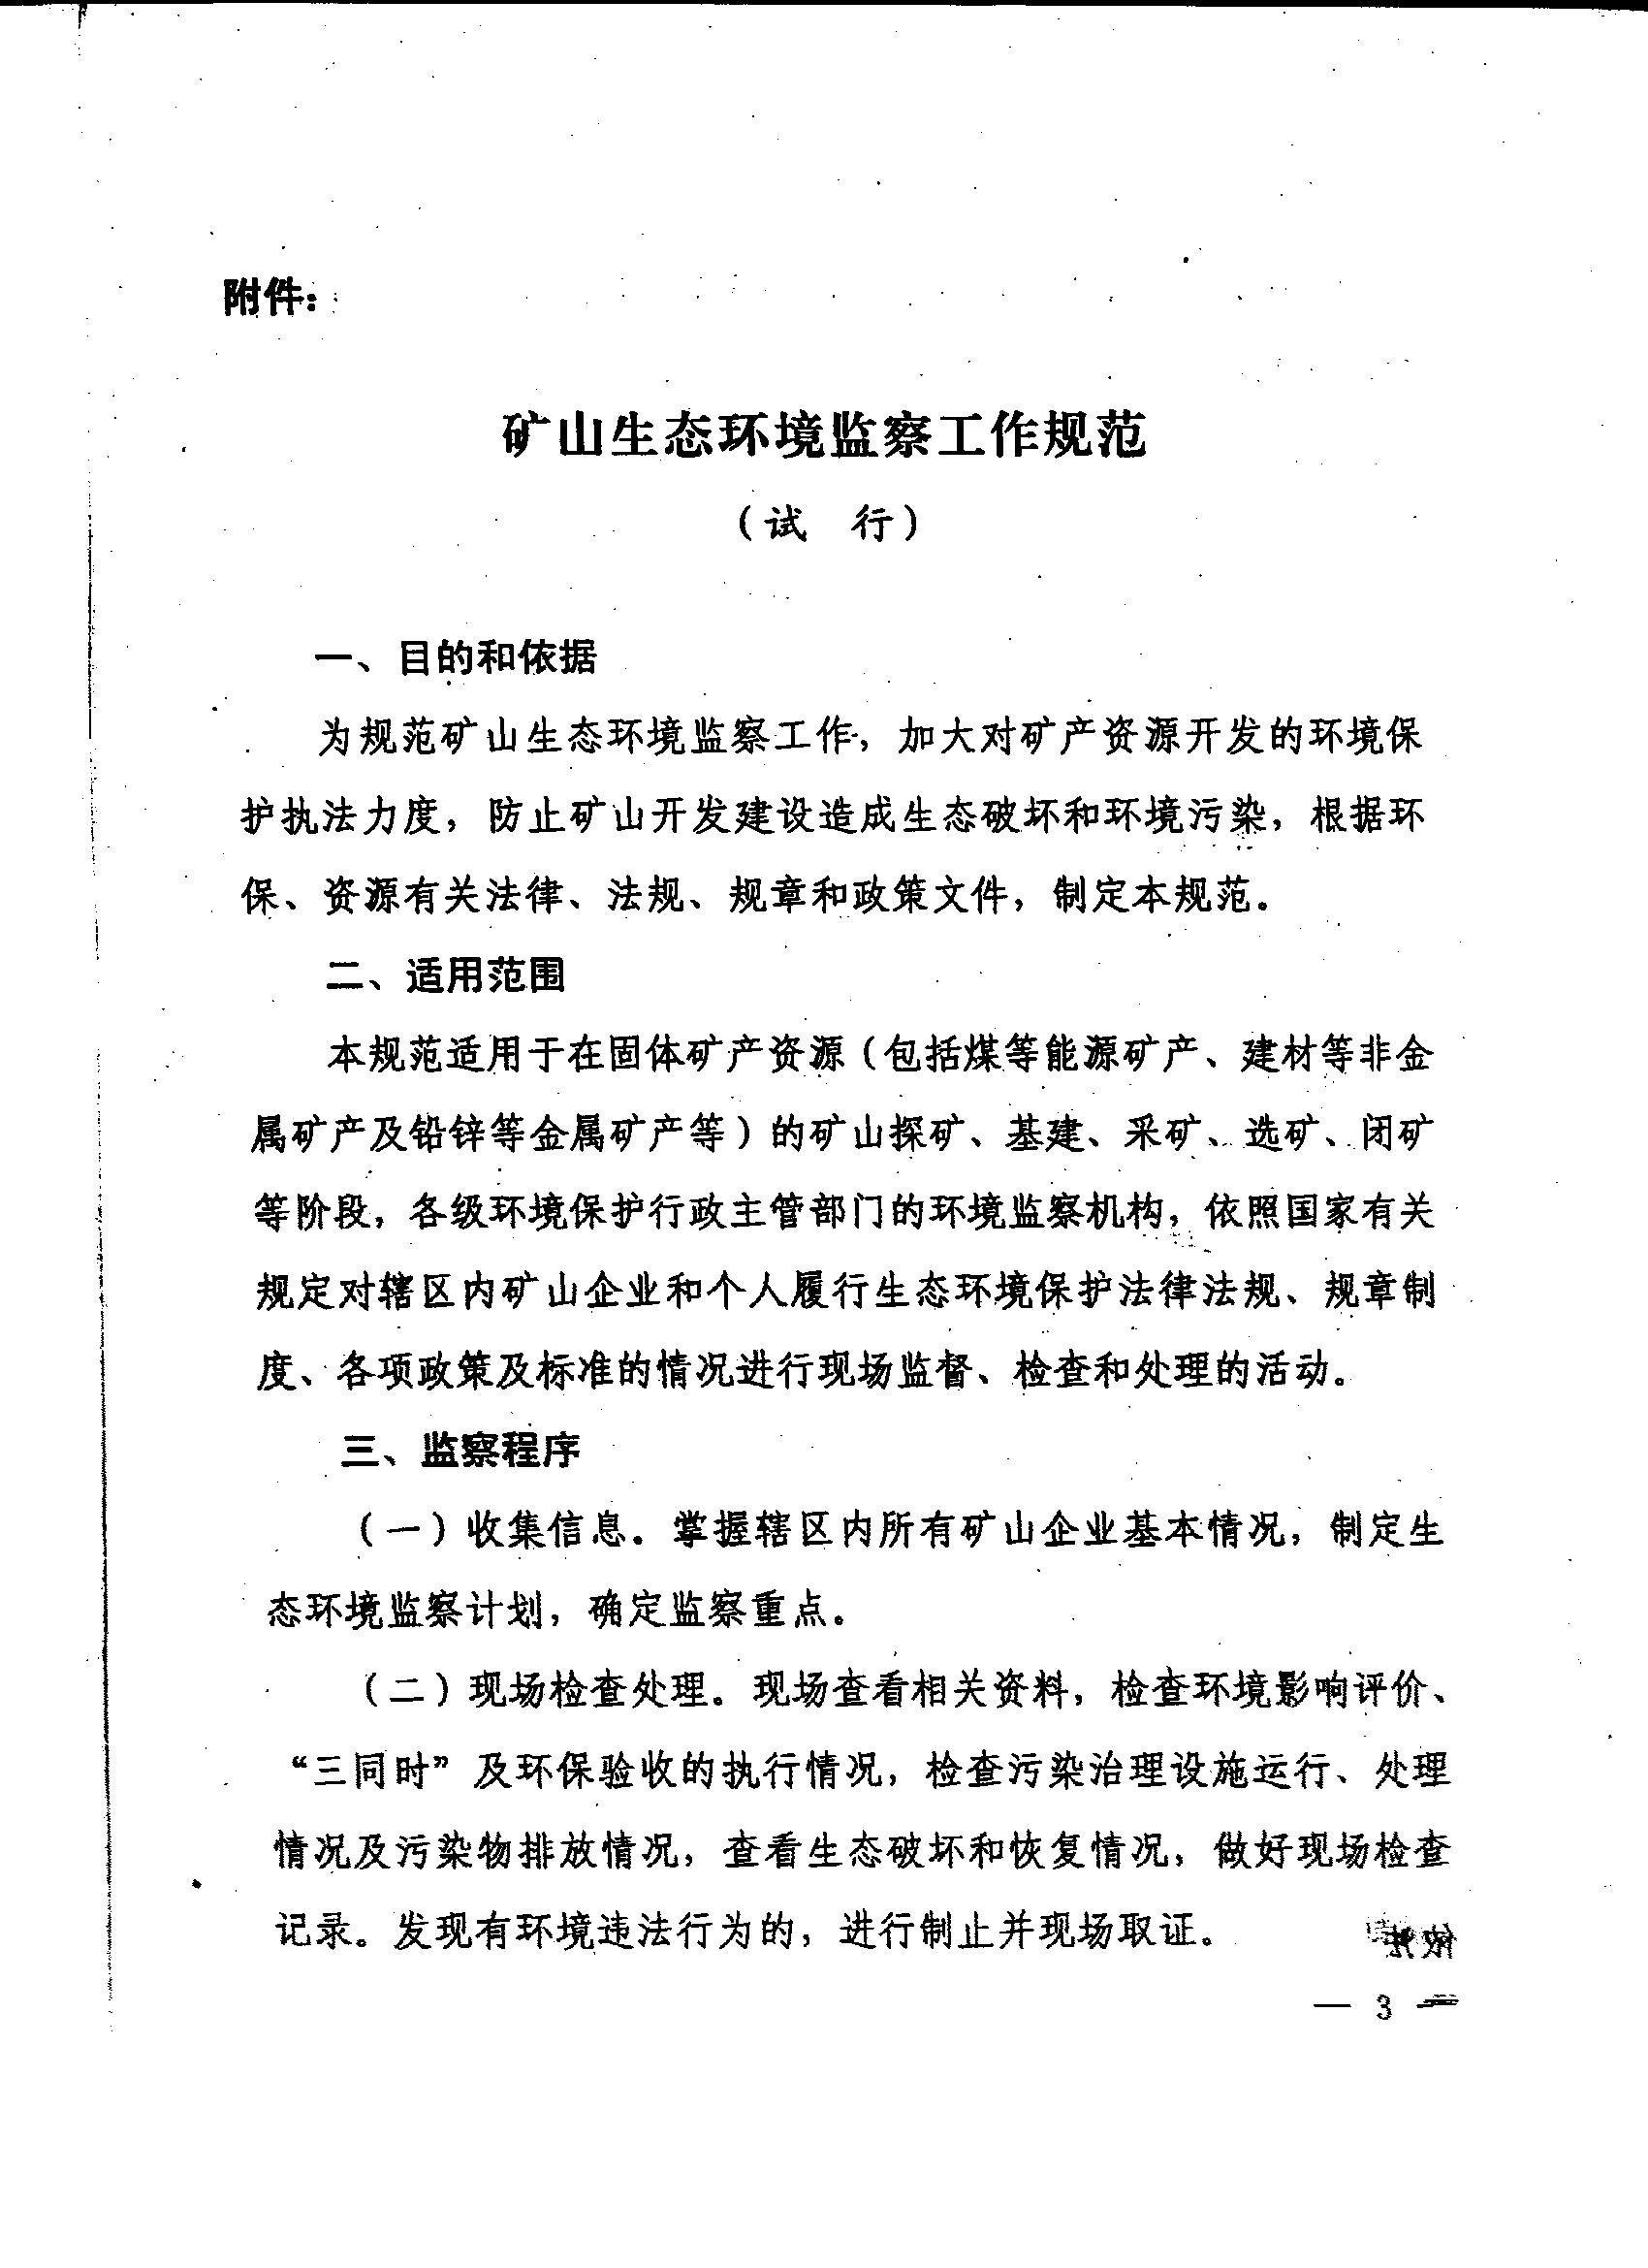 附件：
矿山生态环境监察工作规范
（试　行）
一、目的和依据
为规范矿山生态环境监察工作，加大对矿产资源开发的环境保
护执法力度，防止矿山开发建设造成生态破坏和环境污染，根据环
保、资源有关法律、法规、规章和政策文件，制定本规范。
二、适用范围
本规范适用于在固体矿产资源（包括煤等能源矿产、建材等非金
属矿产及铅锌等金属矿产等）的矿山探矿、基建、采矿、选矿、闭矿
等阶段，各级环境保护行政主管部门的环境监察机构，依照国家有关
规定对辖区内矿山企业和个人履行生态环境保护法律法规、规章制
度、各项政策及标准的情况进行现场监督、检查和处理的活动。
三、监察程序
（一）收集信息。掌握辖区内所有矿山企业基本情况，制定生
态环境监察计划，确定监察重点。
（二）现场检查处理。现场查看相关资料，检查环境影响评价、
“三同时”及环保验收的执行情况，检查污染治理设施运行、处理
情况及污染物排放情况，查看生态破坏和恢复情况，做好现场检查
记录。发现有环境违法行为的，进行制止并现场取证。
— 3 —